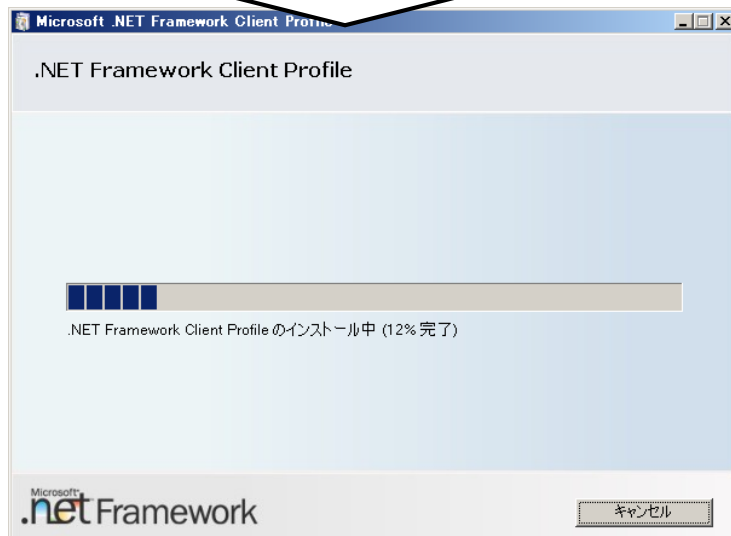 Microsoft .NET Framework Client
.NET Framework Client Profile
.NET Framework Client Profile のインストール中 (12% 完了)
Microsoft
.net Framework
キャンセル